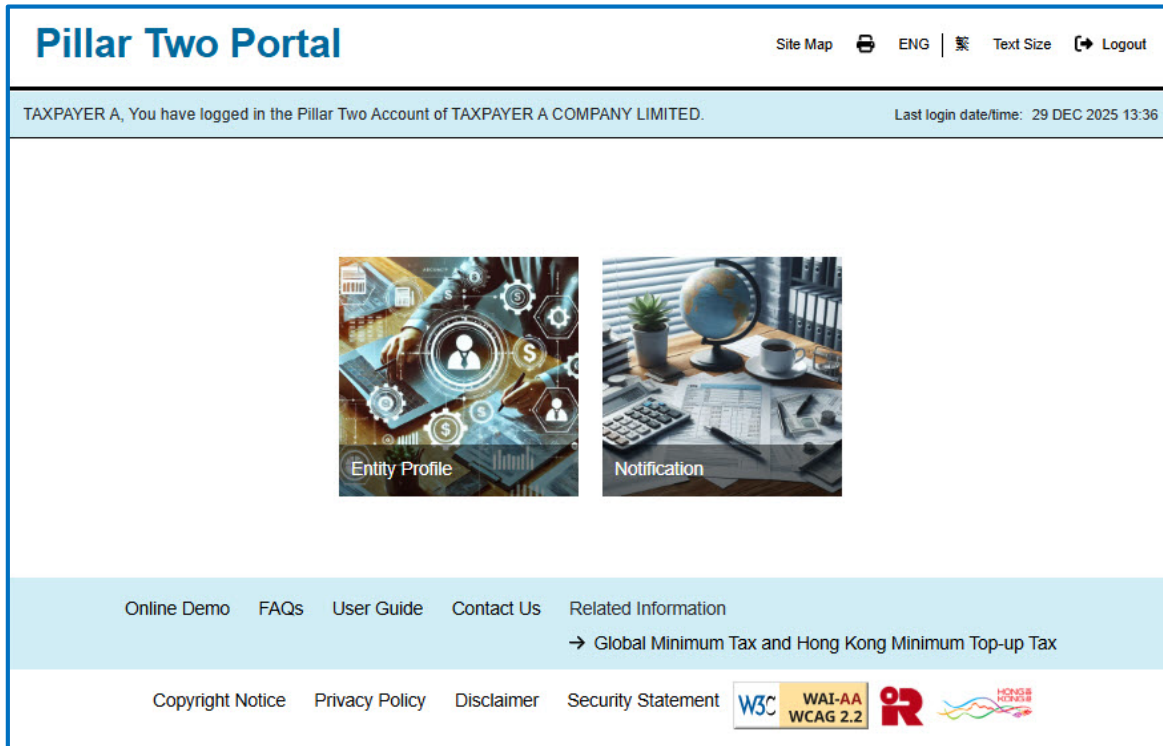 Pillar Two Portal
Site Map ENG 繁 Text Size Logout
TAXPAYER A, You have logged in the Pillar Two Account of TAXPAYER A COMPANY LIMITED. Last login date/time: 29 DEC 2025 13:36
Entity Profile
Notification
Online Demo FAQs User Guide Contact Us Related Information
→ Global Minimum Tax and Hong Kong Minimum Top-up Tax
Copyright Notice Privacy Policy Disclaimer Security Statement
W3C WAI-AA
WCAG 2.2
HONG
KONG